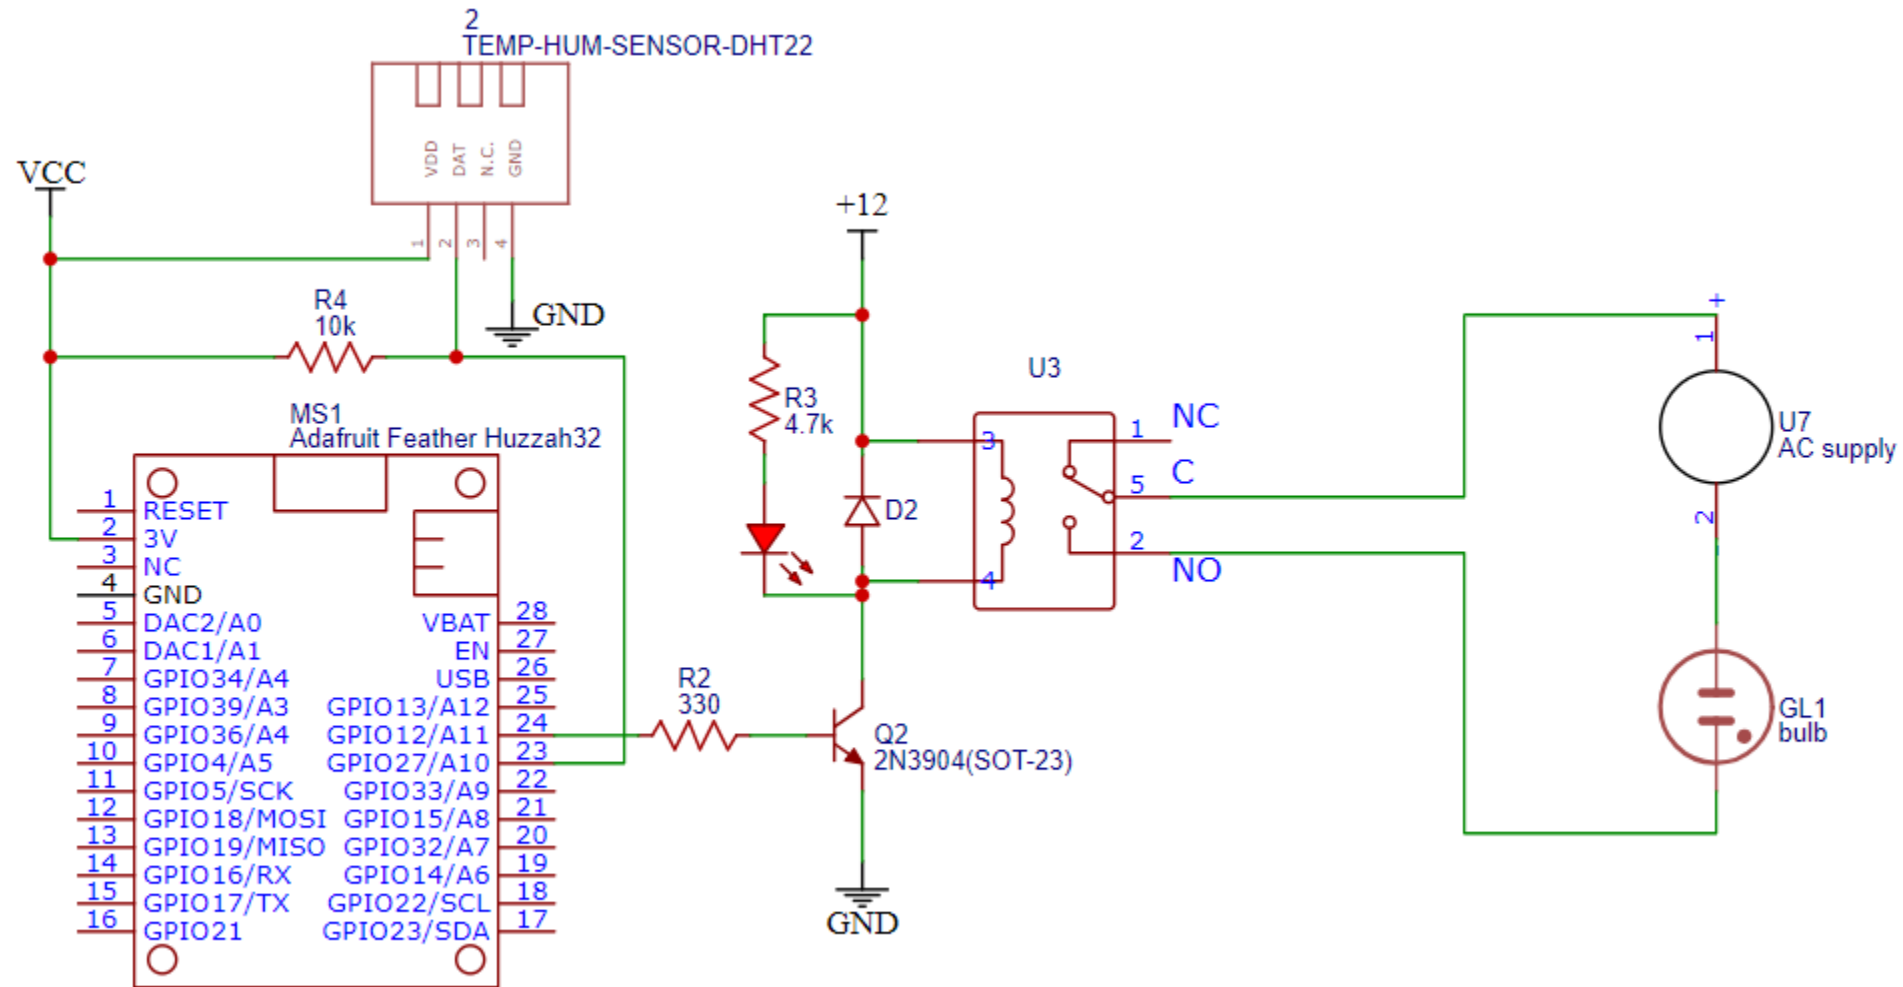 2
TEMP-HUM-SENSOR-DHT22
VDD
DAT
N.C.
GND
1
2
3
4
VCC
GND
R4
10k
MS1
Adafruit Feather Huzzah32
1 RESET
2 3V
3 NC
4 GND
5 DAC2/A0
6 DAC1/A1
7 GPIO34/A4
8 GPIO39/A3
9 GPIO36/A4
10 GPIO4/A5
11 GPIO5/SCK
12 GPIO18/MOSI
13 GPIO19/MISO
14 GPIO16/RX
15 GPIO17/TX
16 GPIO21
VBAT 28
EN 27
USB 26
GPIO13/A12 25
GPIO12/A11 24
GPIO27/A10 23
GPIO33/A9 22
GPIO15/A8 21
GPIO32/A7 20
GPIO14/A6 19
GPIO22/SCL 18
GPIO23/SDA 17
R2
330
+12
R3
4.7k
D2
Q2
2N3904(SOT-23)
GND
U3
3
4
1 NC
5 C
2 NO
+
1
U7
AC supply
2
GL1
bulb